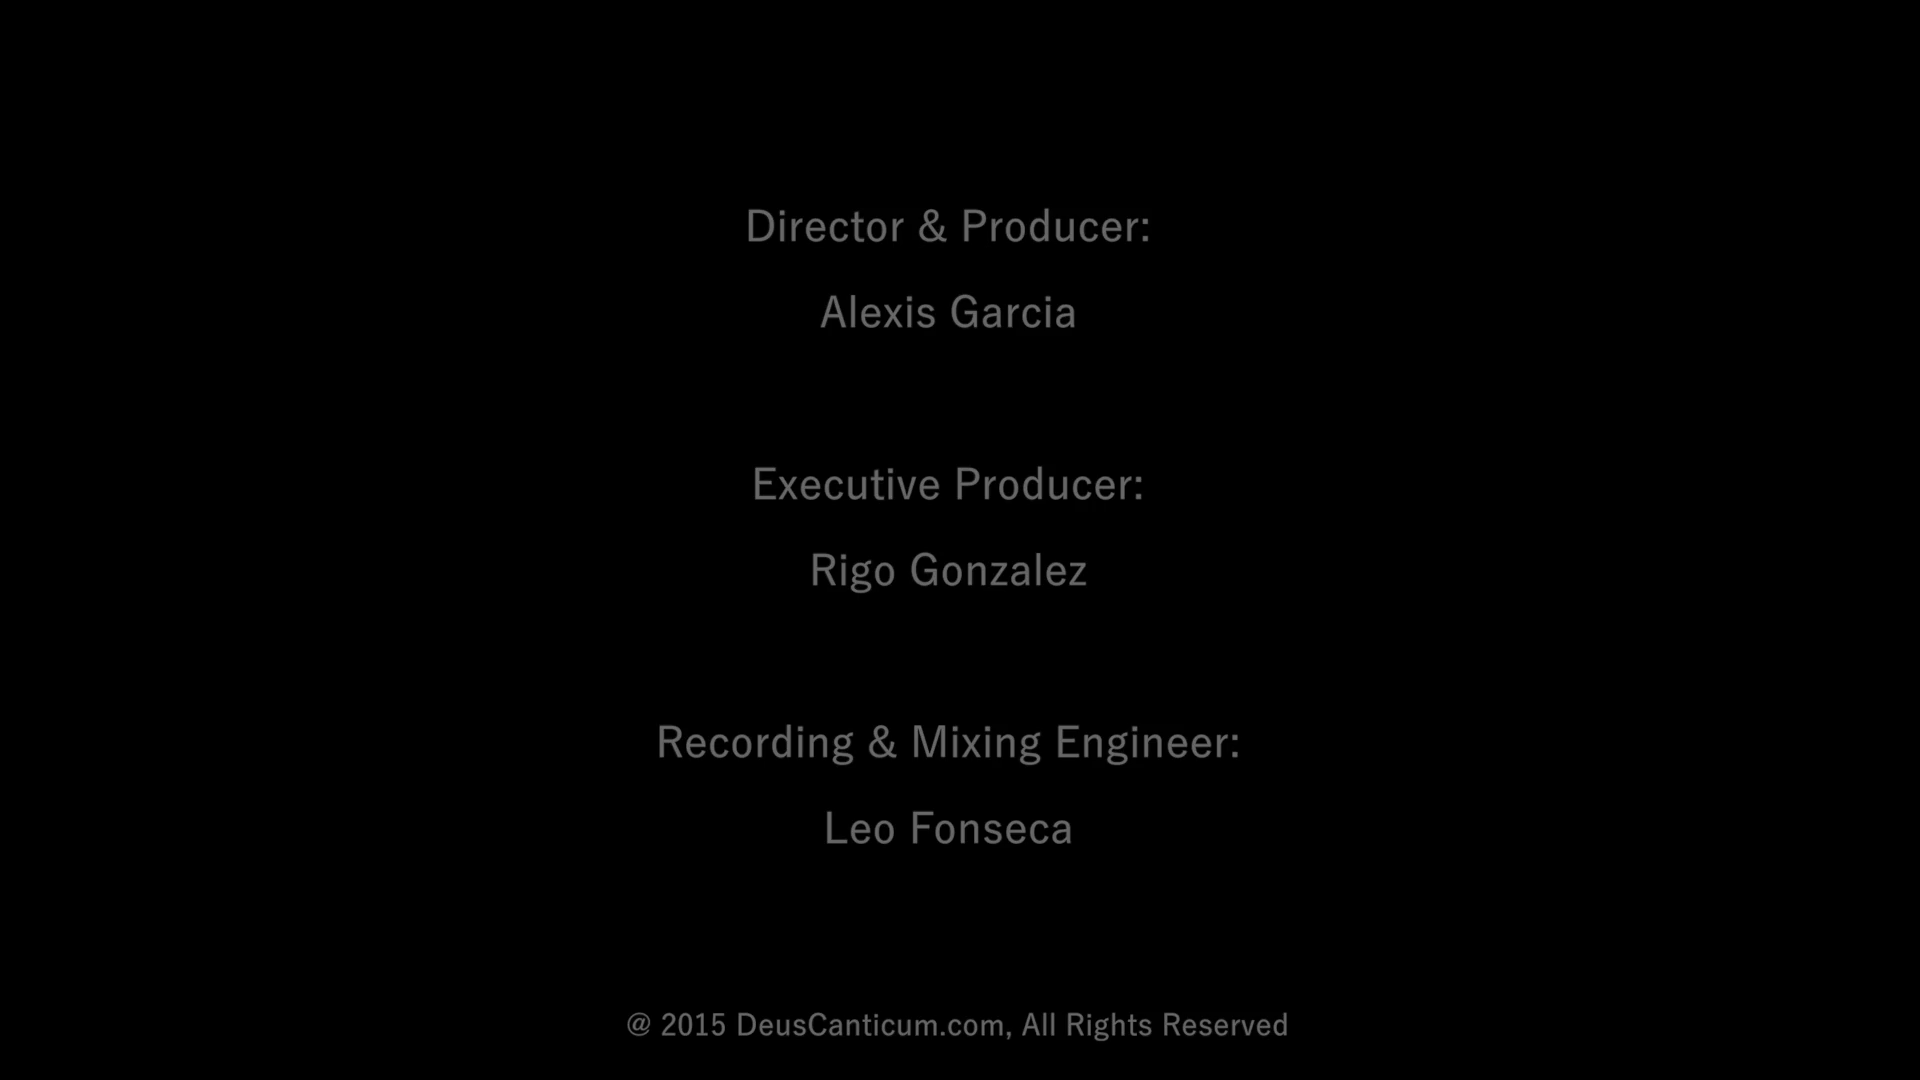 Director & Producer:
Alexis Garcia
Executive Producer:
Rigo Gonzalez
Recording & Mixing Engineer:
Leo Fonseca
@ 2015 DeusCanticum.com, All Rights Reserved